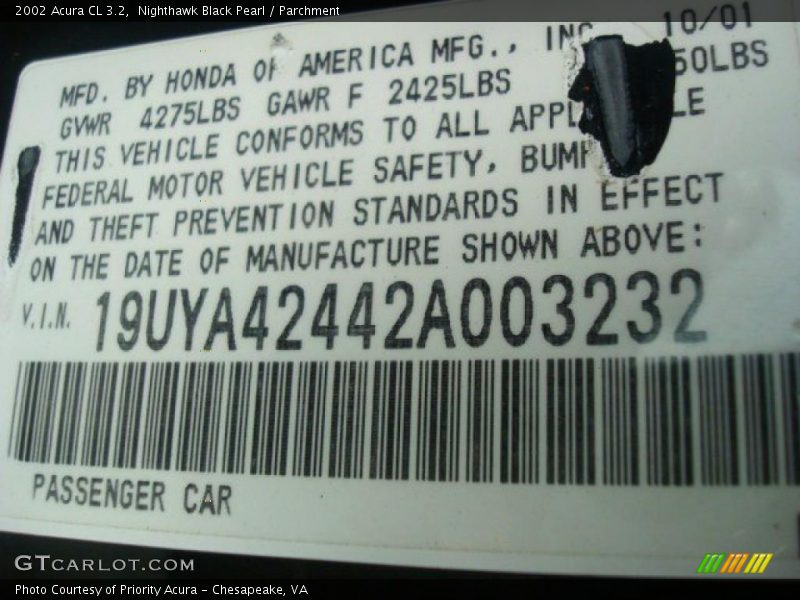 2002 Acura CL 3.2,  Nighthawk Black Pearl / Parchment
MFD. BY HONDA OF AMERICA MFG., INC 10/01
GVWR 4275LBS GAWR F 2425LBS 50LBS
THIS VEHICLE CONFORMS TO ALL APPL LE
FEDERAL MOTOR VEHICLE SAFETY, BUMP
AND THEFT PREVENTION STANDARDS IN EFFECT
ON THE DATE OF MANUFACTURE SHOWN ABOVE:
V.I.N. 19UYA42442A003232
PASSENGER CAR
GTCARLOT.COM
Photo Courtesy of Priority Acura – Chesapeake, VA